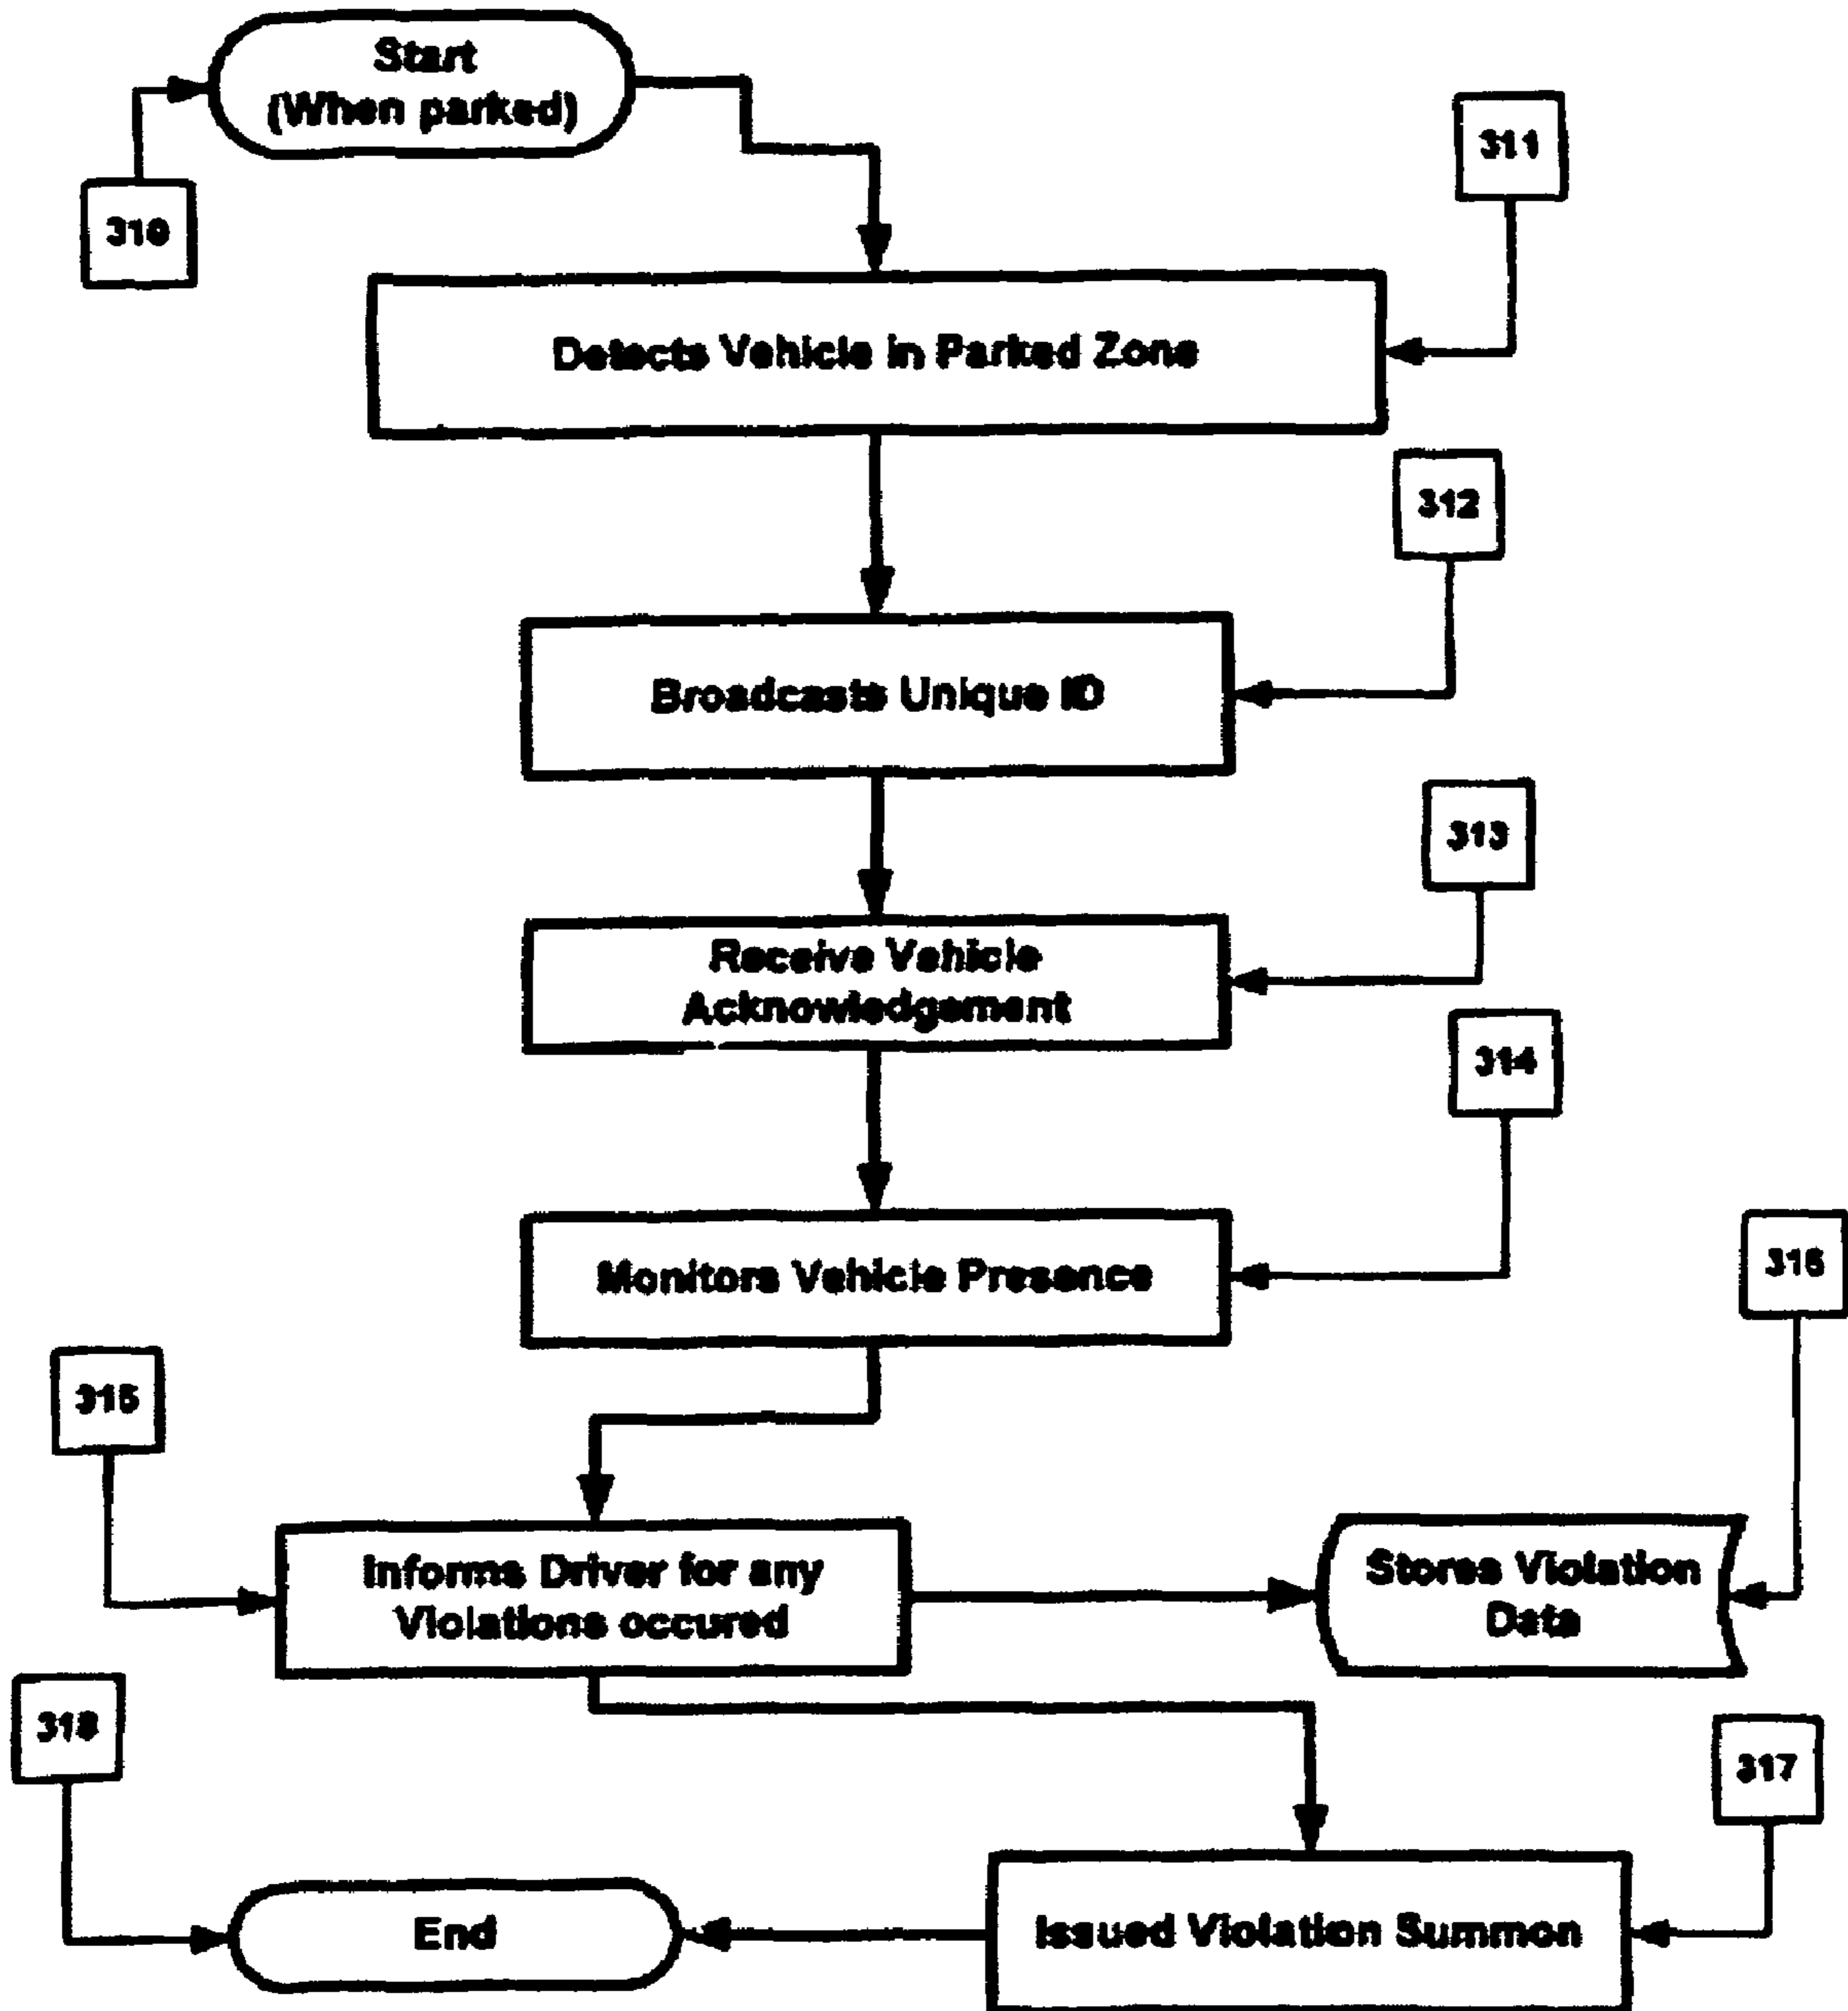 Start
(When parked)
310
311
Detects Vehicle in Parked Zone
312
Broadcasts Unique ID
313
Receive Vehicle
Acknowledgement
314
Monitors Vehicle Presence
316
315
Informs Driver for any
Violations occured
Stores Violation
Data
318
317
End
Issued Violation Summon